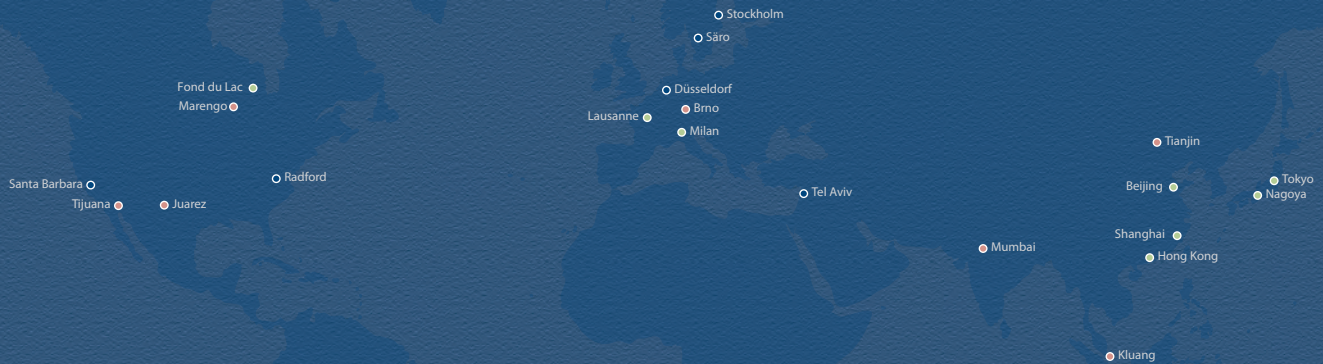 Stockholm
Säro
Fond du Lac
Düsseldorf
Marengo
Brno
Lausanne
Milan
Tianjin
Radford
Tokyo
Santa Barbara
Beijing
Tel Aviv
Nagoya
Tijuana
Juarez
Shanghai
Mumbai
Hong Kong
Kluang